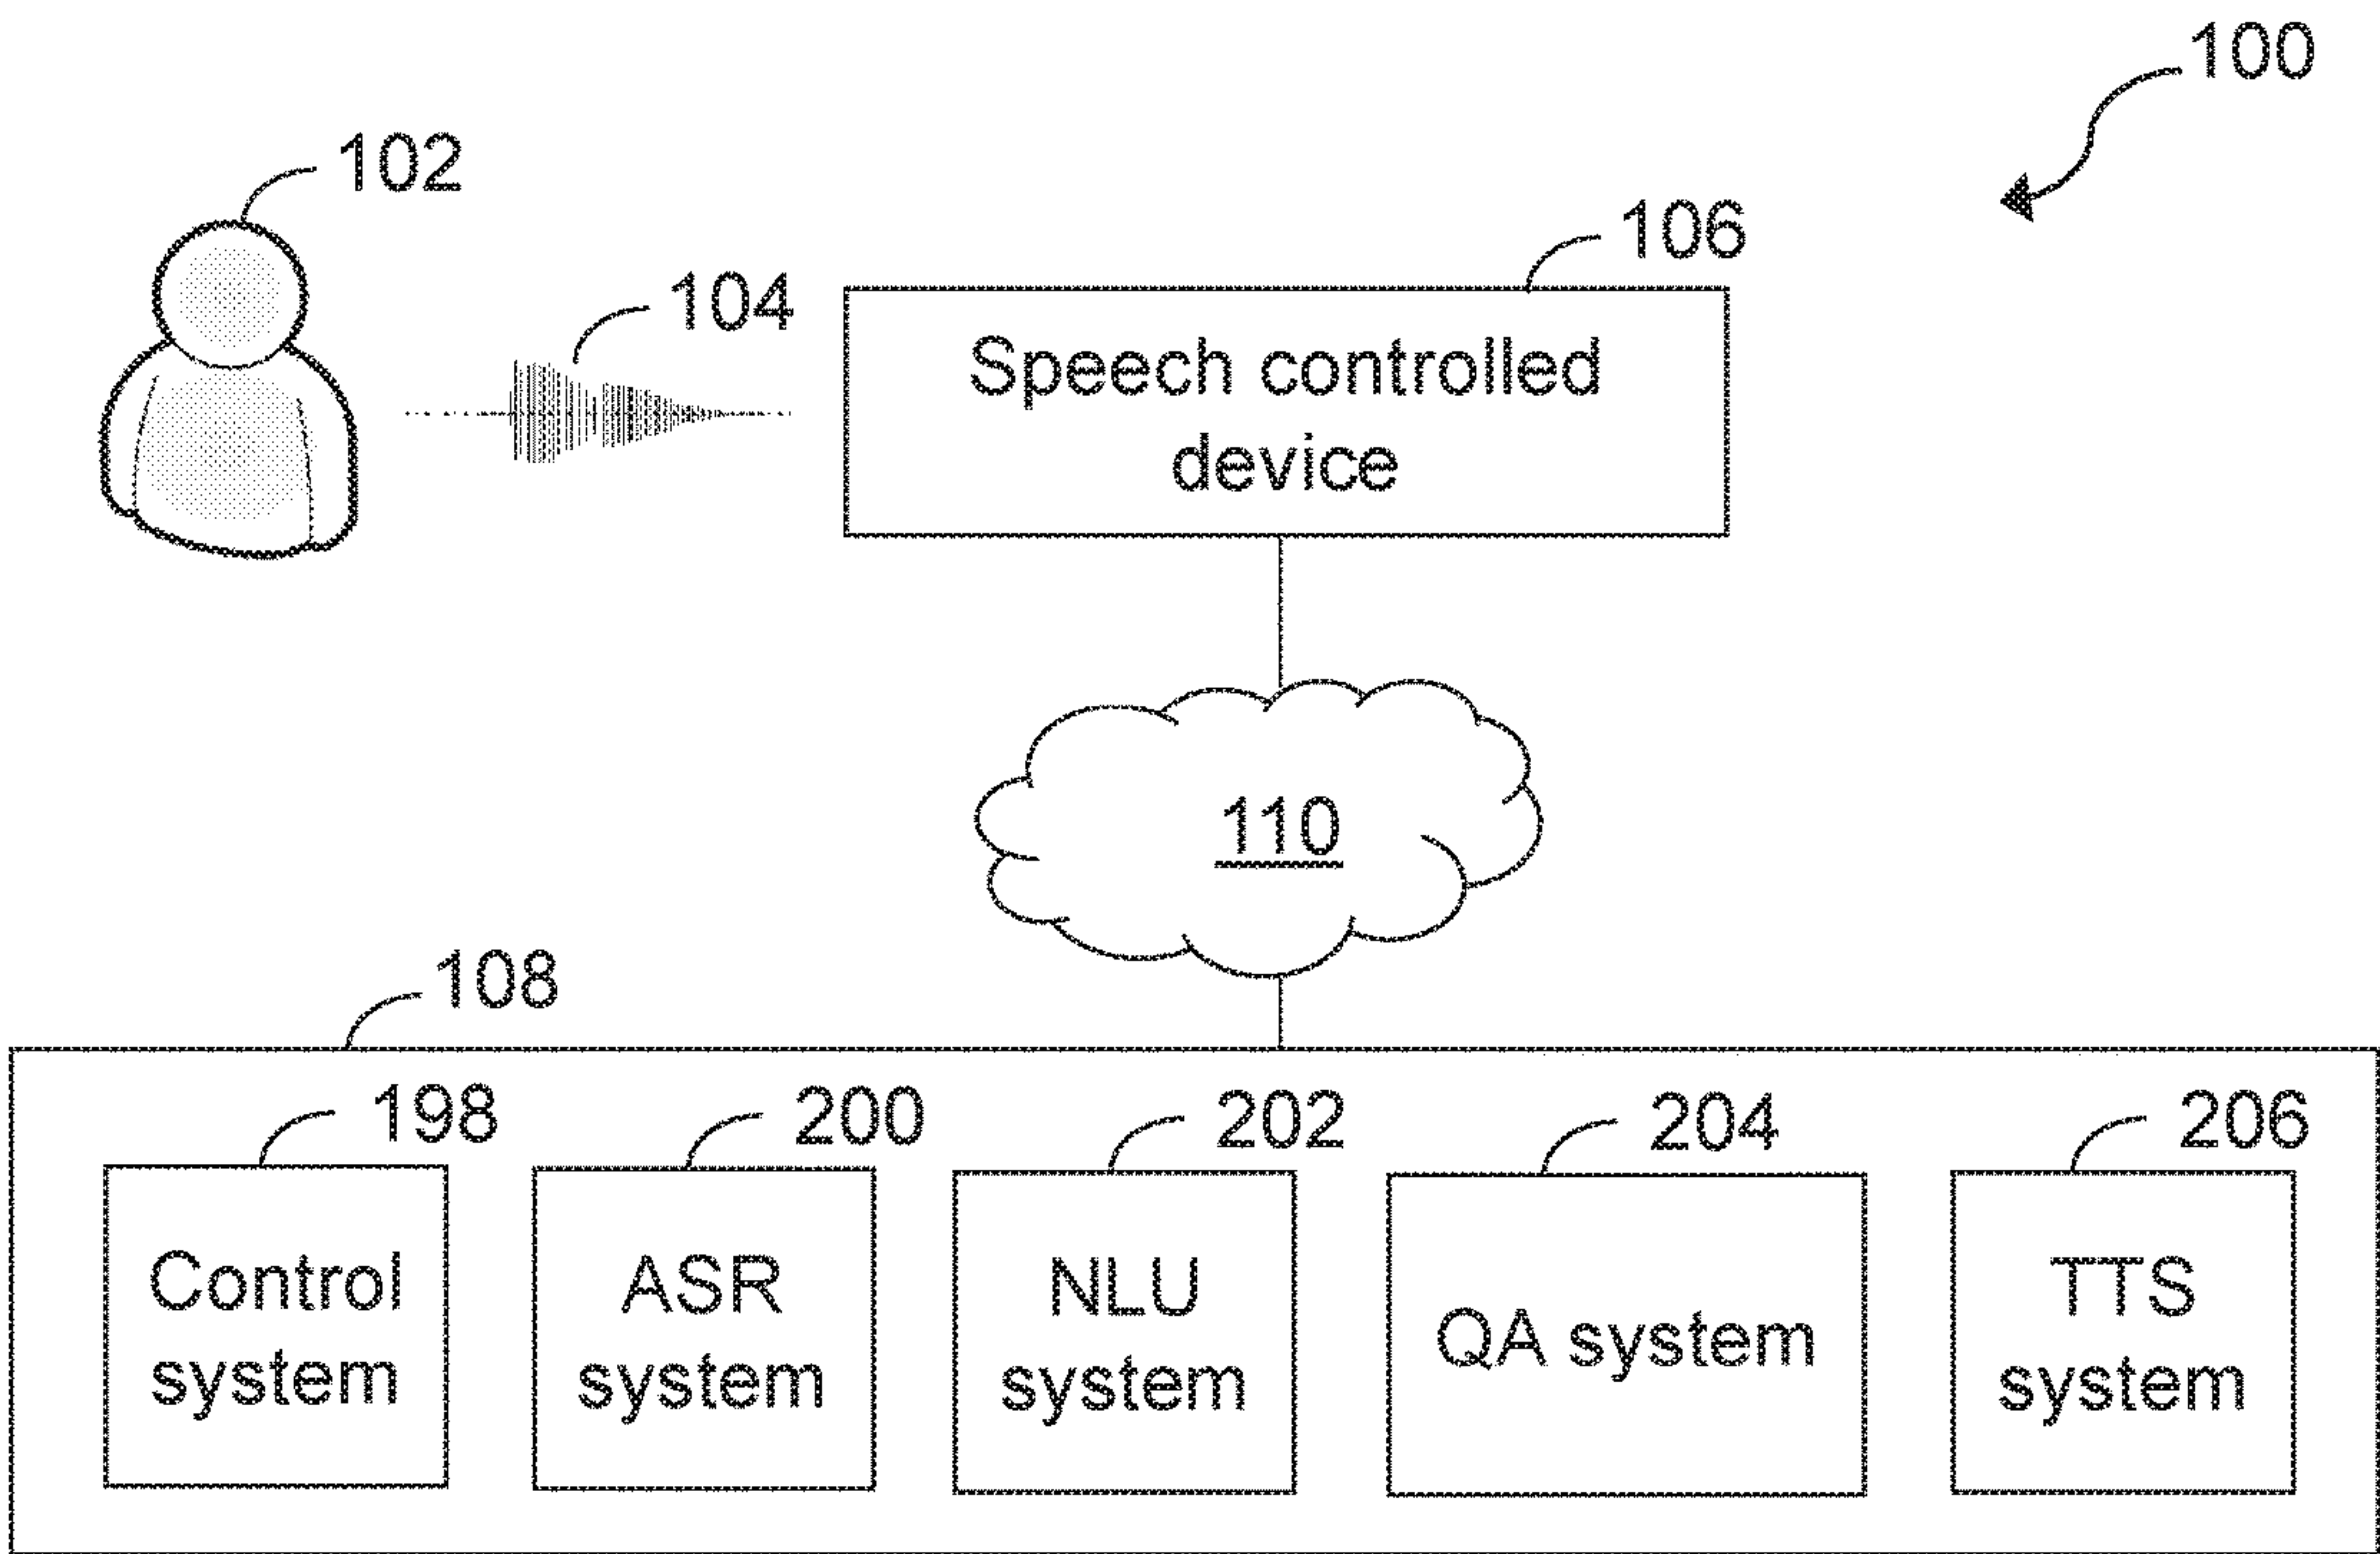 100
102
106
104
Speech controlled
device
110
108
198
200
202
204
206
Control
system
ASR
system
NLU
system
QA system
TTS
system